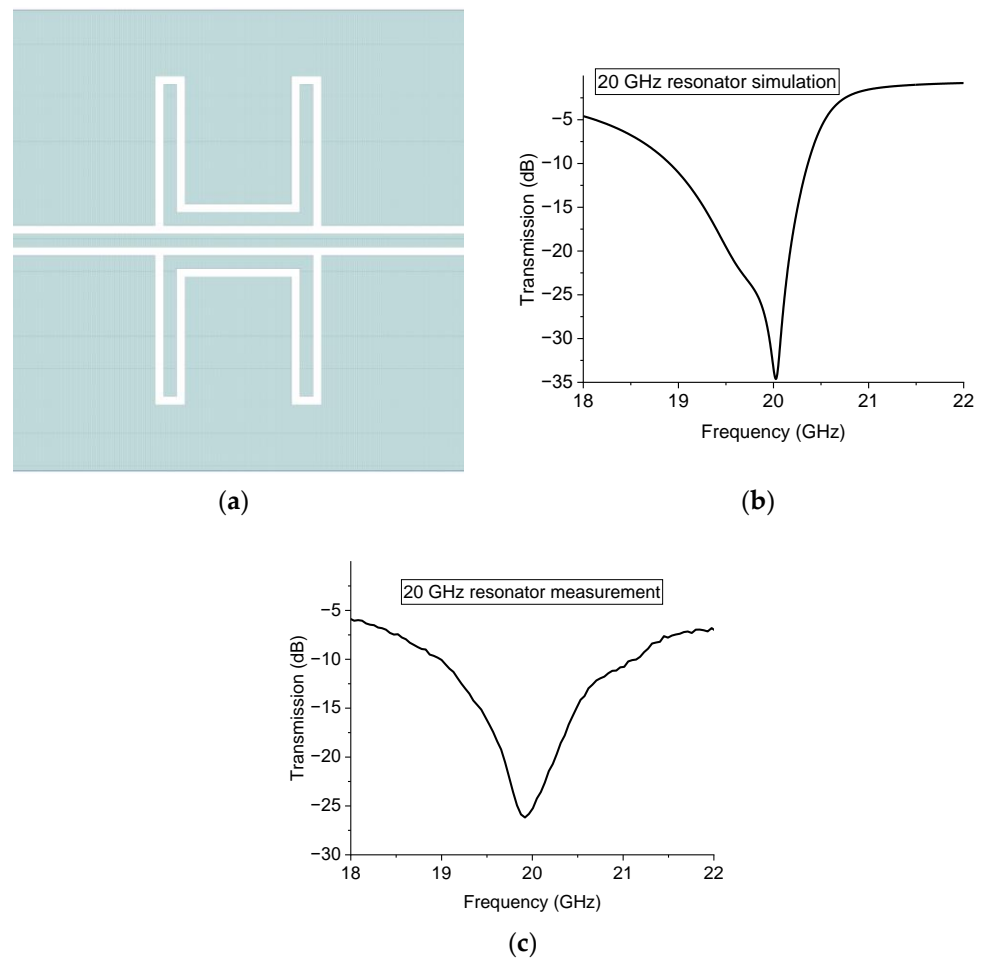 20 GHz resonator simulation
−5
−10
−15
−20
−25
−30
−35
Transmission (dB)
18 19 20 21 22
Frequency (GHz)
(a)
(b)
20 GHz resonator measurement
−5
−10
−15
−20
−25
−30
Transmission (dB)
18 19 20 21 22
Frequency (GHz)
(c)